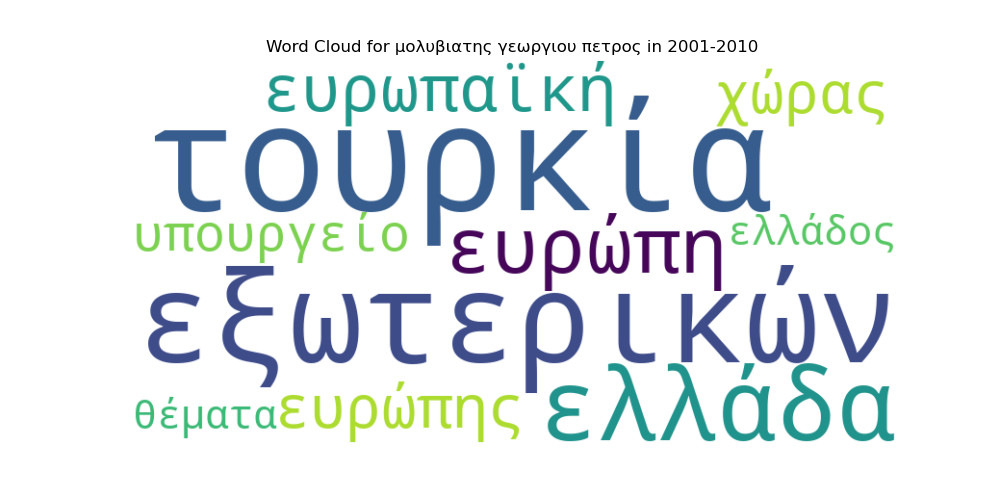 Word Cloud for μολυβιατης γεωργιου πετρος in 2001-2010
ευρωπαϊκή χώρας
τουρκία
υπουργείο ευρώπη ελλάδος
εξωτερικών
θέματα ευρώπης ελλάδα